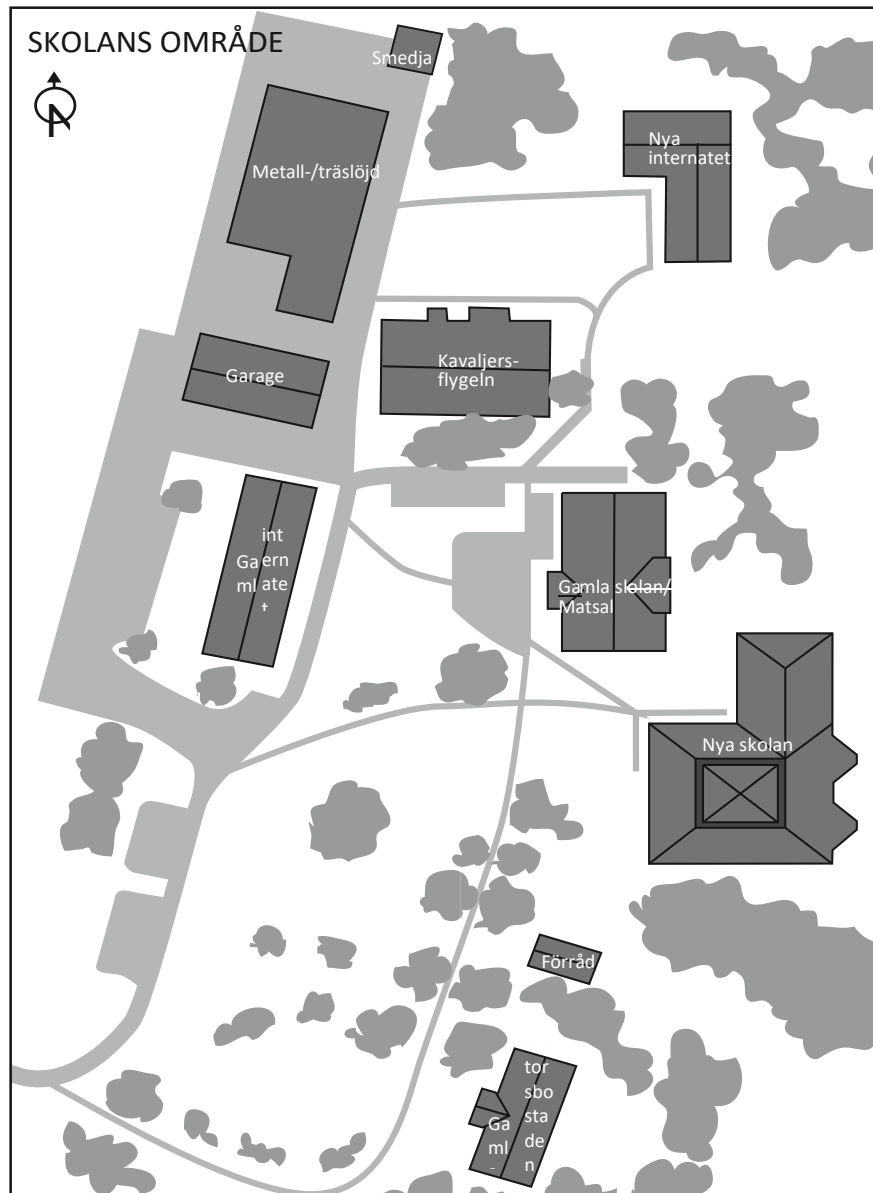 SKOLANS OMRÅDE
N
Smedja
Metall-/träslöjd
Nya
internatet
Garage
Kavaljers-
flygeln
Ga
ml
int
ern
ate
t
Gamla skolan/
Matsal
Nya skolan
Förråd
Ga
ml
tor
sbo
sta
de
n